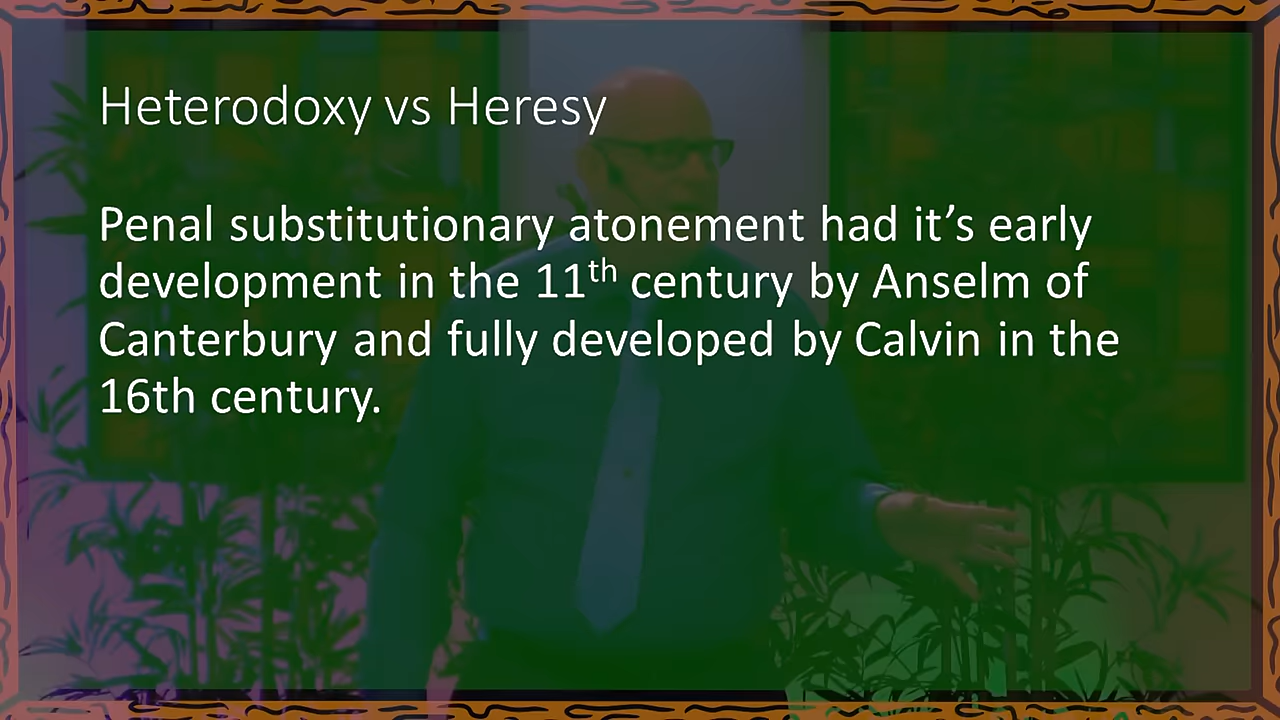 Heterodoxy vs Heresy
Penal substitutionary atonement had it’s early
development in the 11th century by Anselm of
Canterbury and fully developed by Calvin in the
16th century.